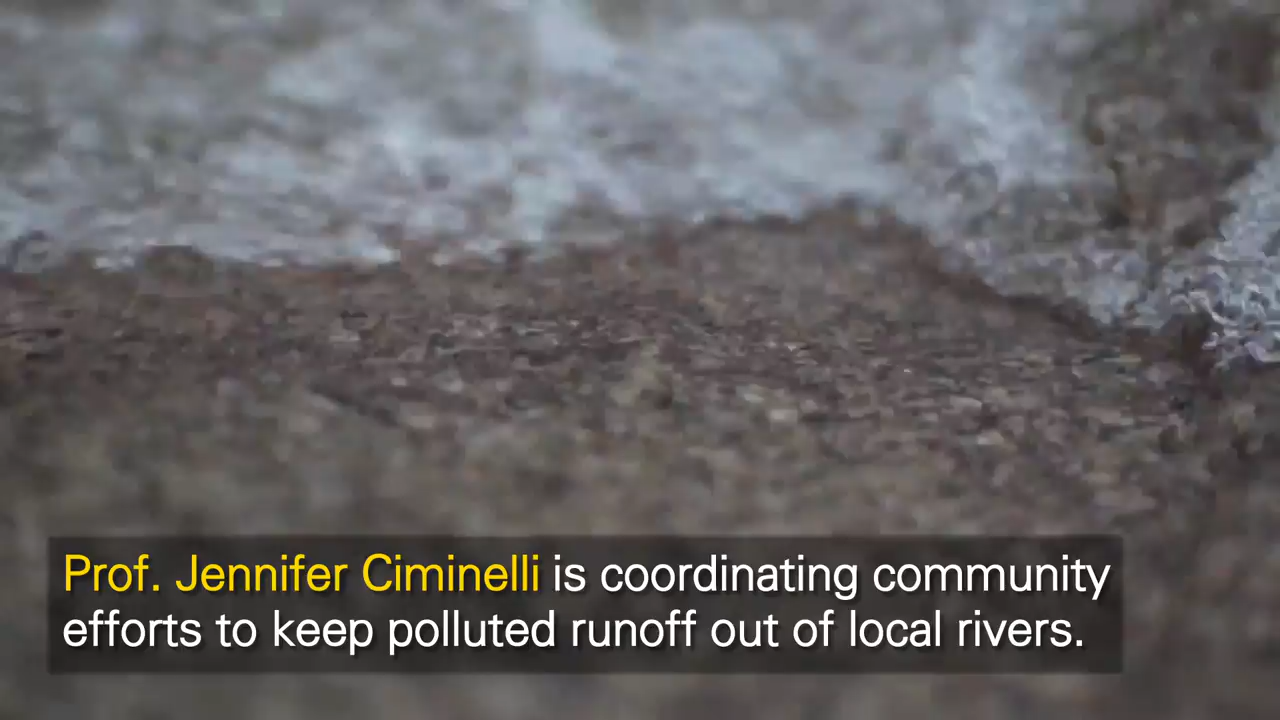 Prof. Jennifer Ciminelli is coordinating community
efforts to keep polluted runoff out of local rivers.